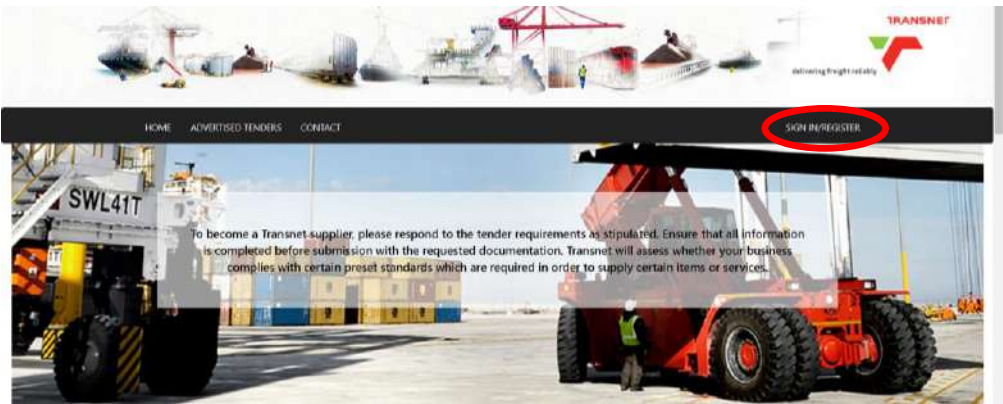 TRANSNET
delivering freight reliably
HOME ADVERTISED TENDERS CONTACT SIGN IN/REGISTER
SWL41T
To become a Transnet supplier, please respond to the tender requirements as stipulated. Ensure that all information
is completed before submission with the requested documentation. Transnet will assess whether your business
complies with certain preset standards which are required in order to supply certain items or services.